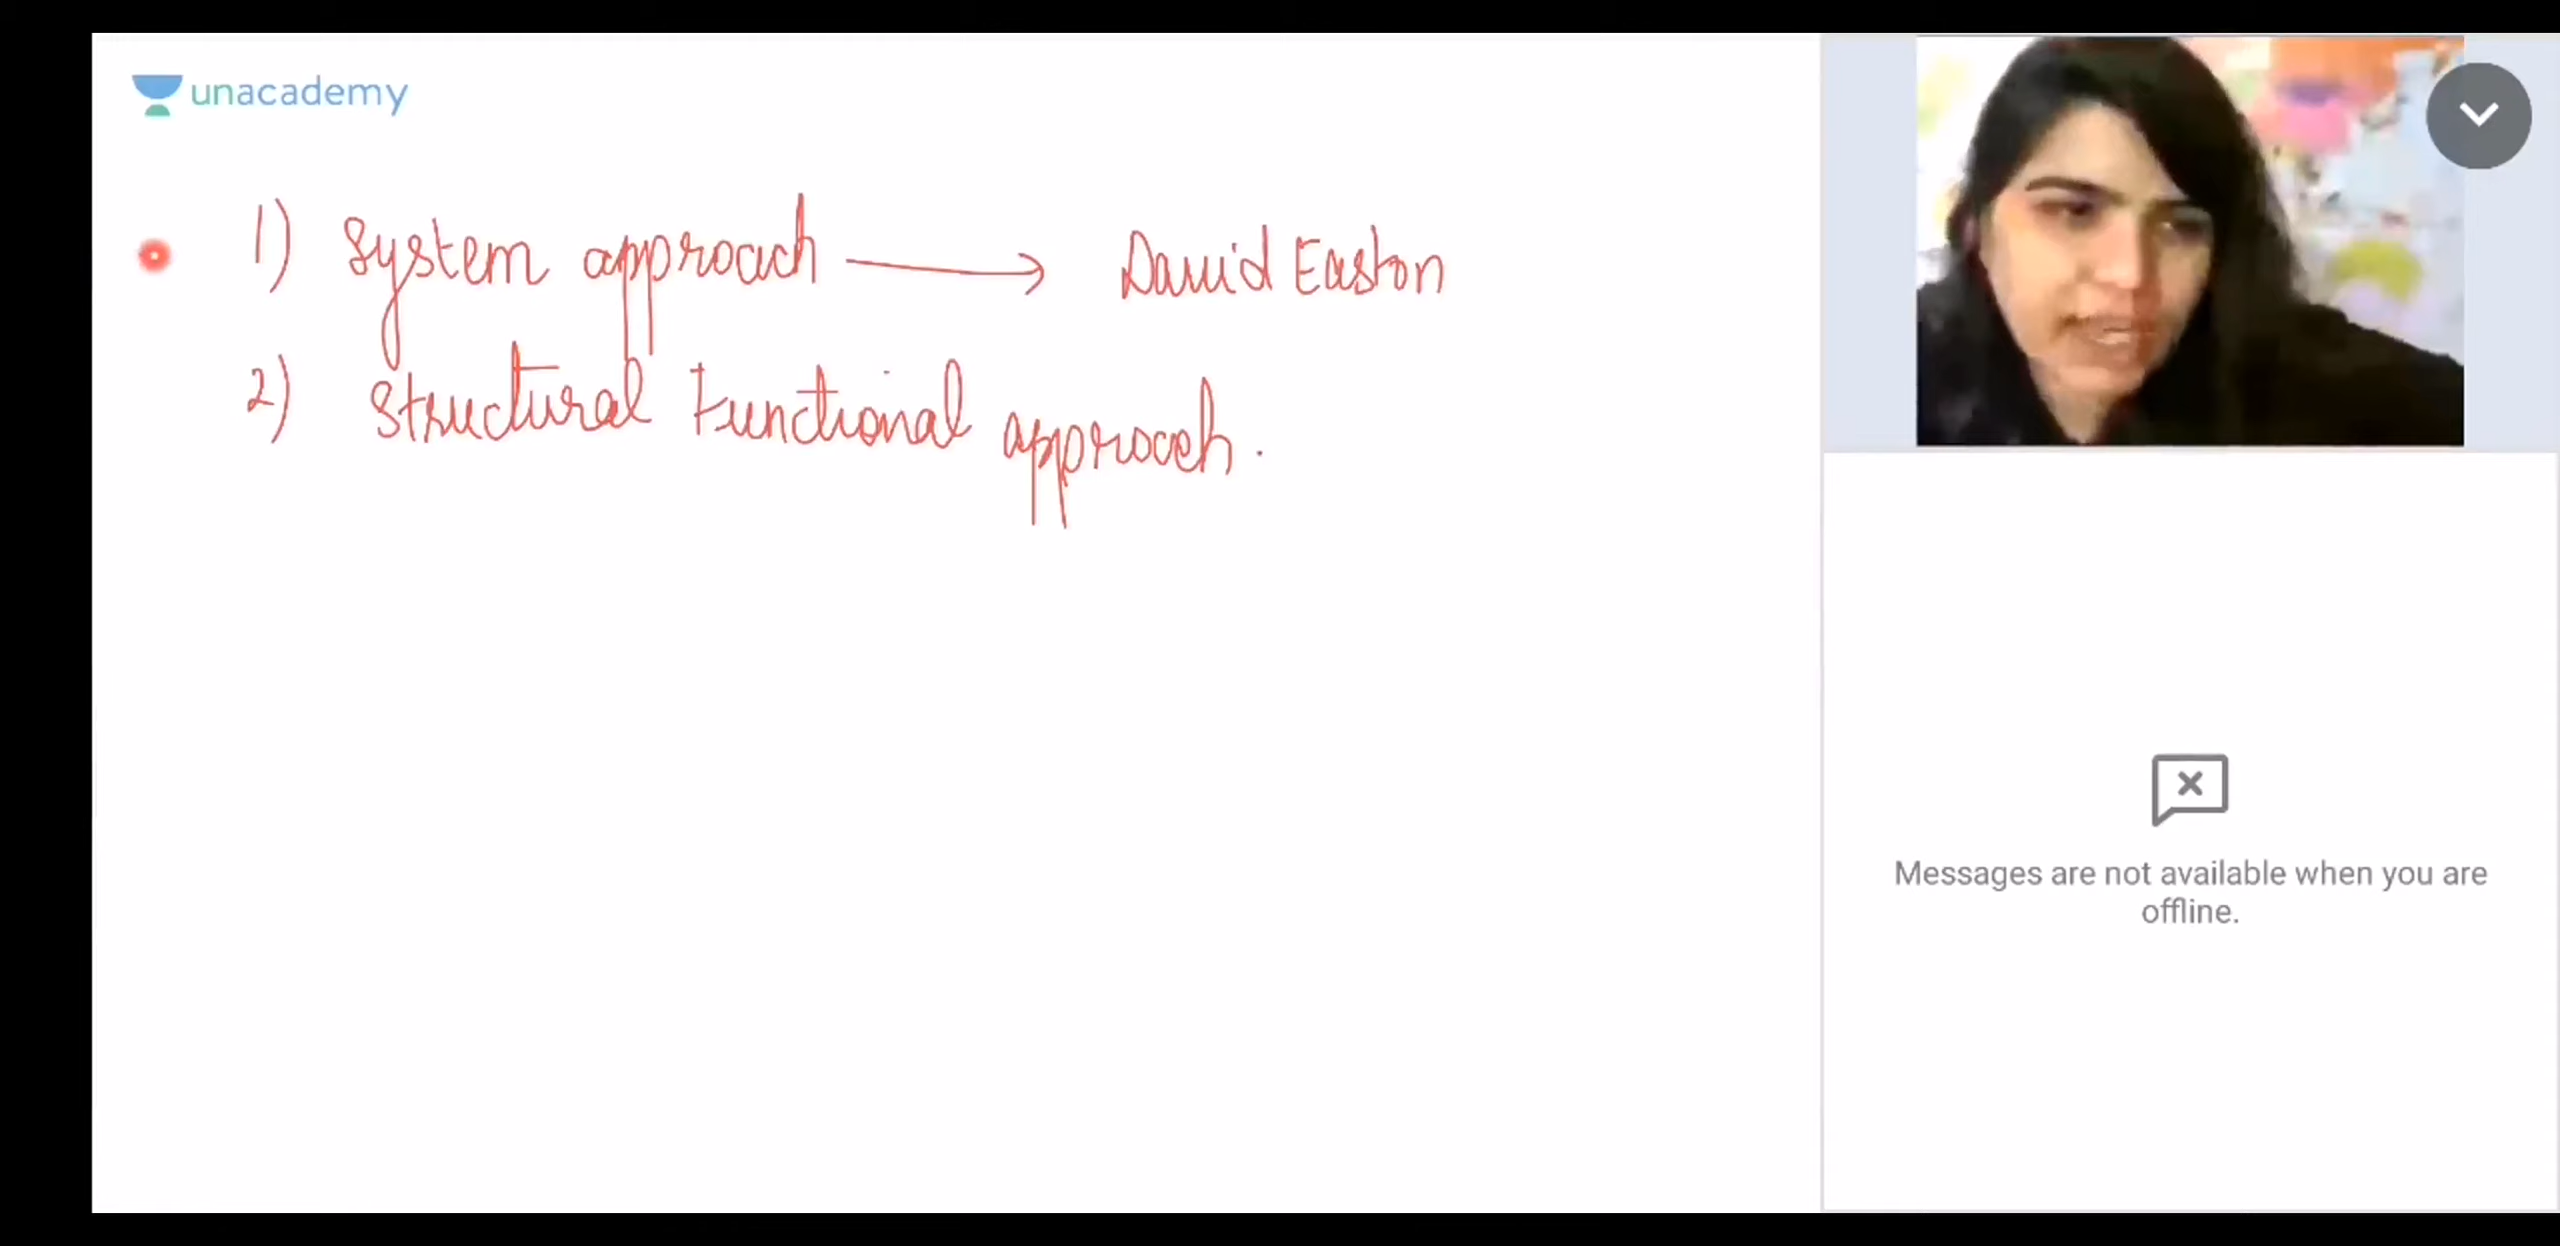 unacademy
1) System approach → David Easton
2) Structural Functional approach.
Messages are not available when you are
offline.